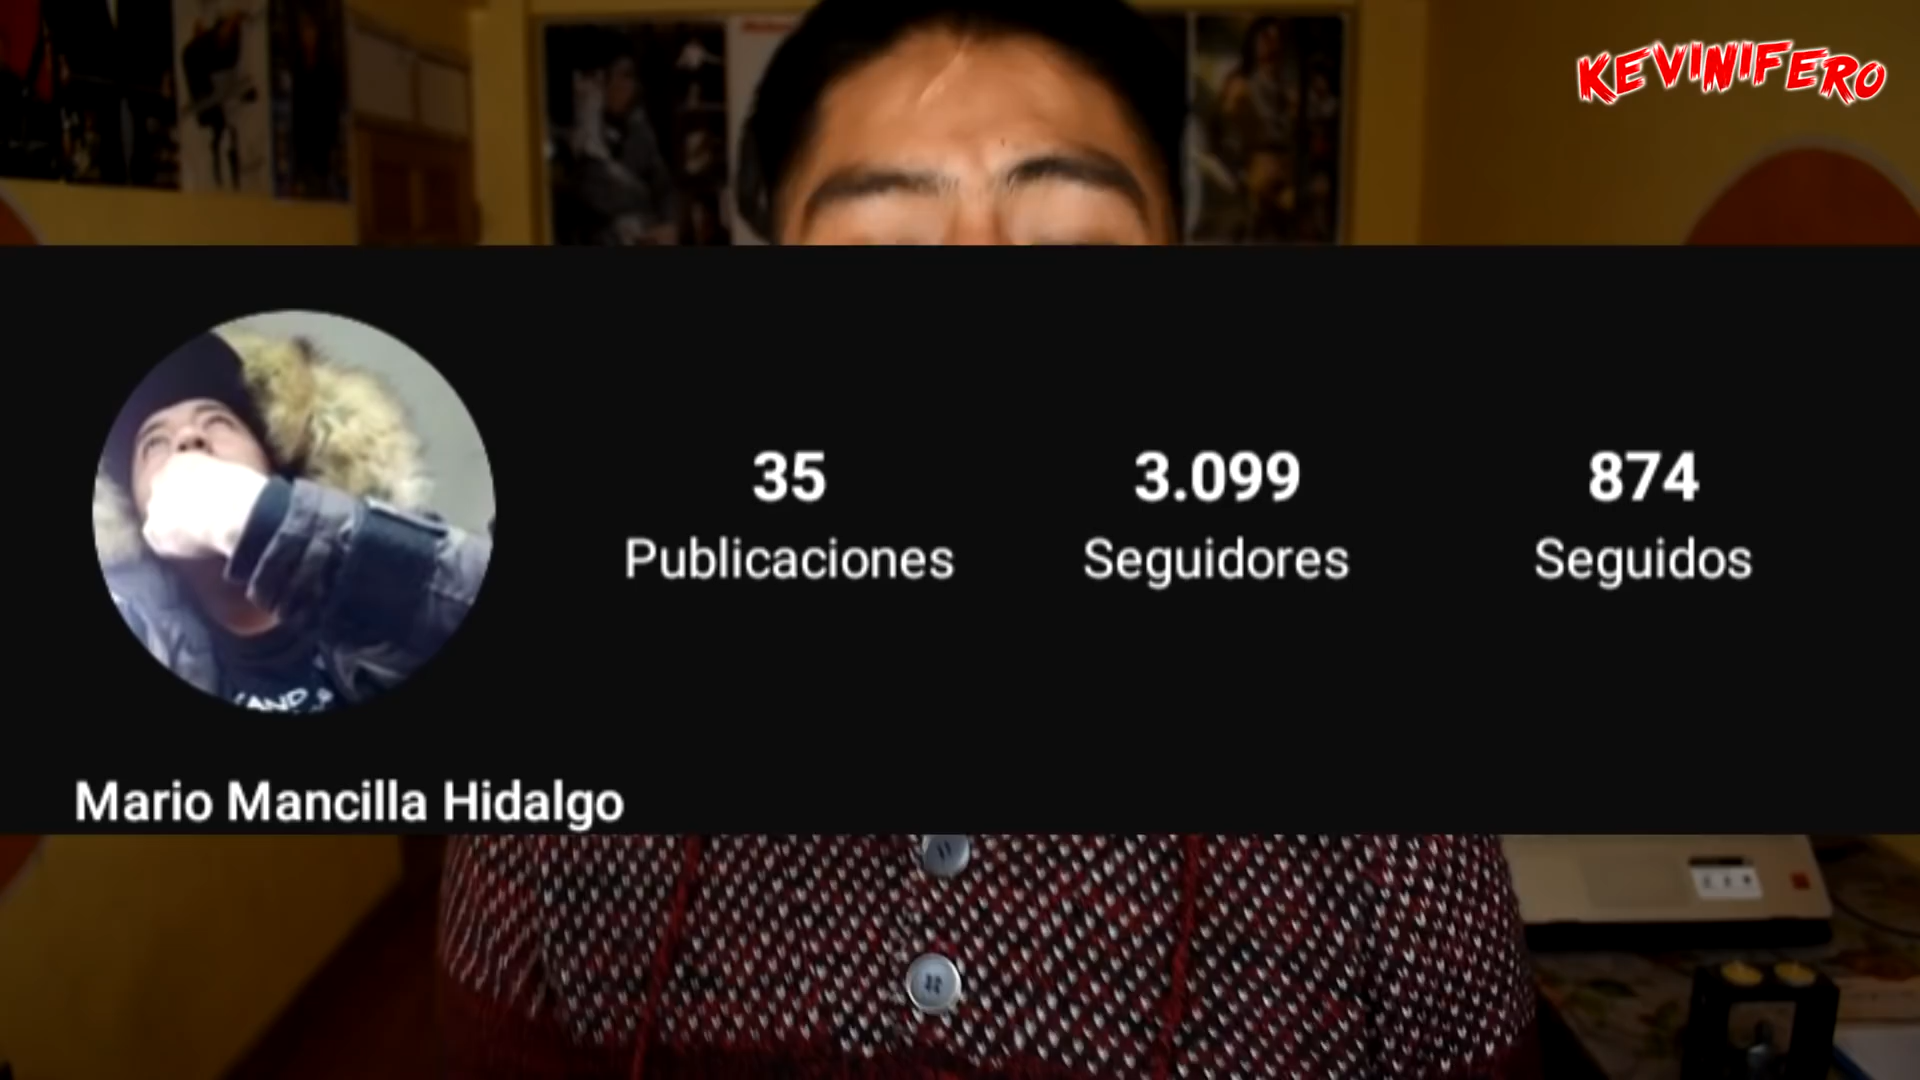 KEVINIFERO
35
3.099
874
Publicaciones
Seguidores
Seguidos
Mario Mancilla Hidalgo